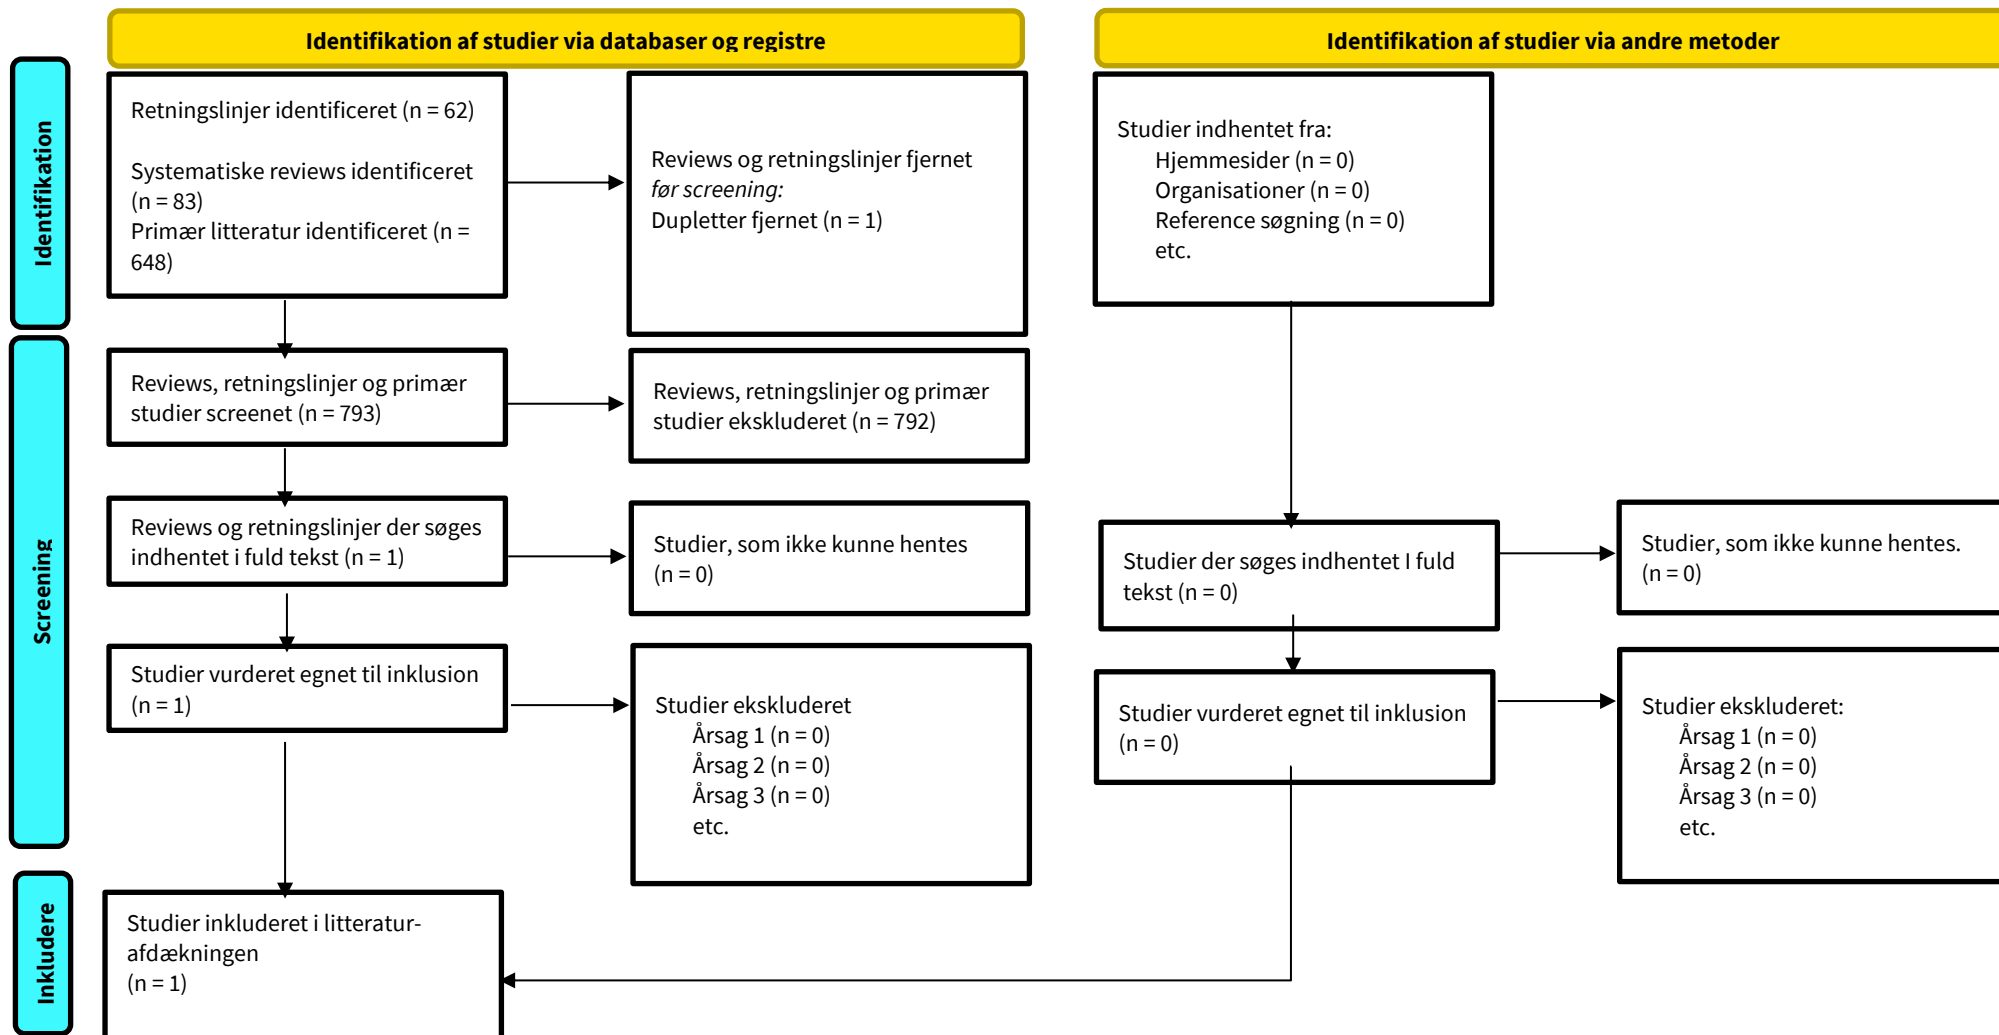 Identifikation af studier via databaser og registre
Identifikation af studier via andre metoder
Identifikation
Retningslinjer identificeret (n = 62)
Systematiske reviews identificeret
(n = 83)
Primær litteratur identificeret (n =
648)
Reviews og retningslinjer fjernet
før screening:
Dupletter fjernet (n = 1)
Studier indhentet fra:
Hjemmesider (n = 0)
Organisationer (n = 0)
Reference søgning (n = 0)
etc.
Screening
Reviews, retningslinjer og primær
studier screenet (n = 793)
Reviews, retningslinjer og primær
studier ekskluderet (n = 792)
Reviews og retningslinjer der søges
indhentet i fuld tekst (n = 1)
Studier, som ikke kunne hentes
(n = 0)
Studier der søges indhentet I fuld
tekst (n = 0)
Studier, som ikke kunne hentes.
(n = 0)
Studier vurderet egnet til inklusion
(n = 1)
Studier ekskluderet
Årsag 1 (n = 0)
Årsag 2 (n = 0)
Årsag 3 (n = 0)
etc.
Studier vurderet egnet til inklusion
(n = 0)
Studier ekskluderet:
Årsag 1 (n = 0)
Årsag 2 (n = 0)
Årsag 3 (n = 0)
etc.
Inkludere
Studier inkluderet i litteratur-
afdækningen
(n = 1)